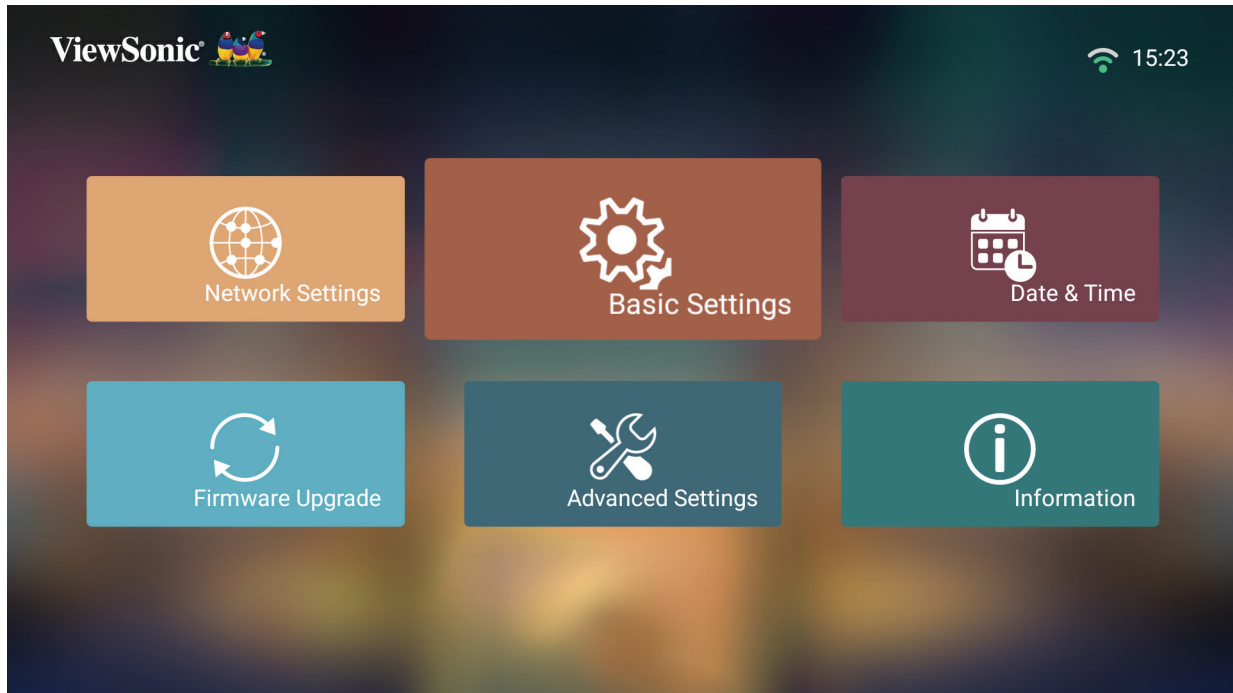 ViewSonic®
15:23
Network Settings
Basic Settings
Date & Time
Firmware Upgrade
Advanced Settings
Information